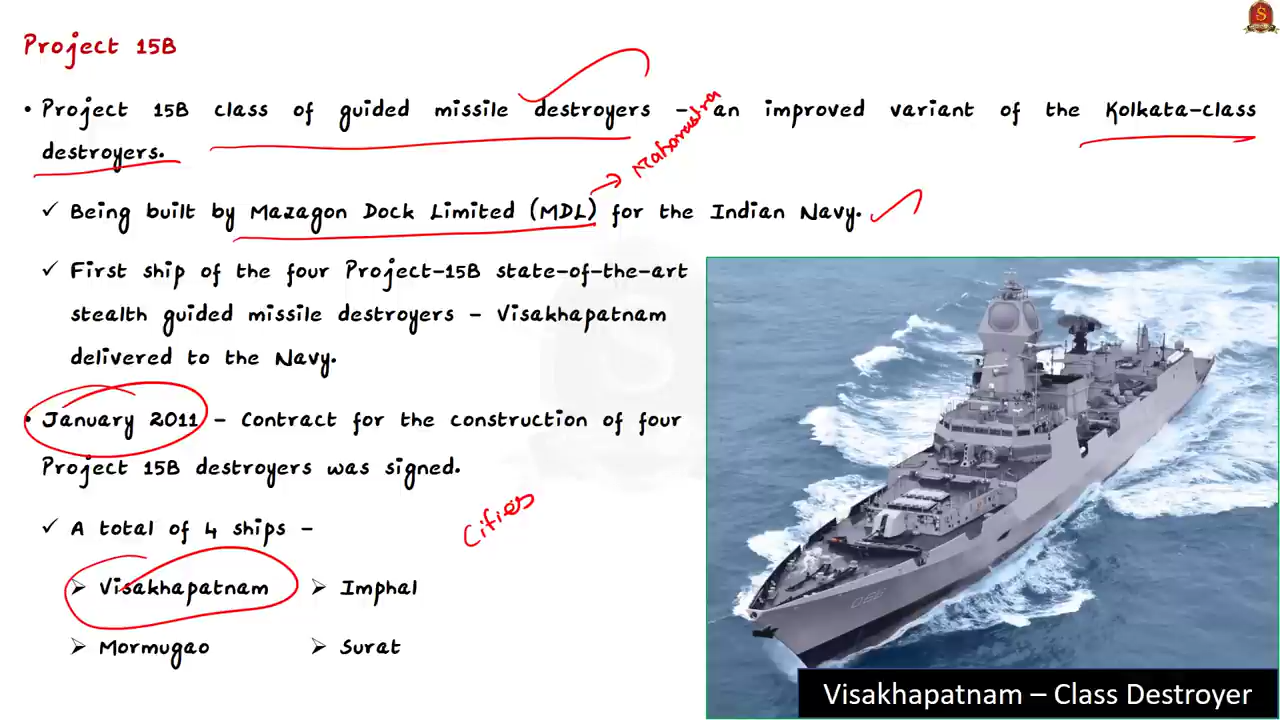 Project 15B
• Project 15B class of guided missile destroyers – an improved variant of the Kolkata-class
destroyers.
Maharastra
✓ Being built by Mazagon Dock Limited (MDL) for the Indian Navy.
✓ First ship of the four Project-15B state-of-the-art
stealth guided missile destroyers – Visakhapatnam
delivered to the Navy.
• January 2011 – Contract for the construction of four
Project 15B destroyers was signed.
Cities
✓ A total of 4 ships –
➢ Visakhapatnam ➢ Imphal
➢ Mormugao ➢ Surat
Visakhapatnam – Class Destroyer